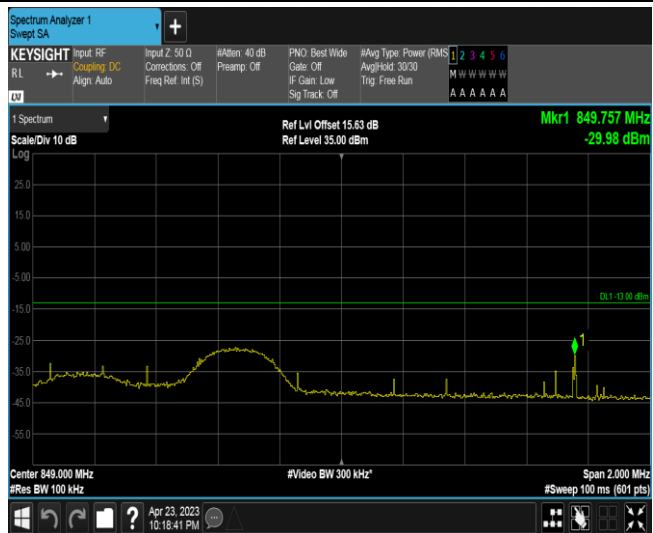 Spectrum Analyzer 1
Swept SA
KEYSIGHT
RL
Input: RF
Coupling: DC
Align: Auto
Input Z: 50 Ω
Corrections: Off
Freq Ref: Int (S)
#Atten: 40 dB
Preamp: Off
PNO: Best Wide
Gate: Off
IF Gain: Low
Sig Track: Off
#Avg Type: Power (RMS
Avg|Hold: 30/30
Trig: Free Run
1 2 3 4 5 6
M W W W W W
A A A A A A
1 Spectrum
Scale/Div 10 dB
Ref Lvl Offset 15.63 dB
Ref Level 35.00 dBm
Mkr1 849.757 MHz
-29.98 dBm
Log
25.0
15.0
5.00
-5.00
DL1 -13.00 dBm
-15.0
1
-25.0
-35.0
-45.0
-55.0
Center 849.000 MHz
#Video BW 300 kHz*
Span 2.000 MHz
#Res BW 100 kHz
#Sweep 100 ms (601 pts)
?
Apr 23, 2023
10:18:41 PM